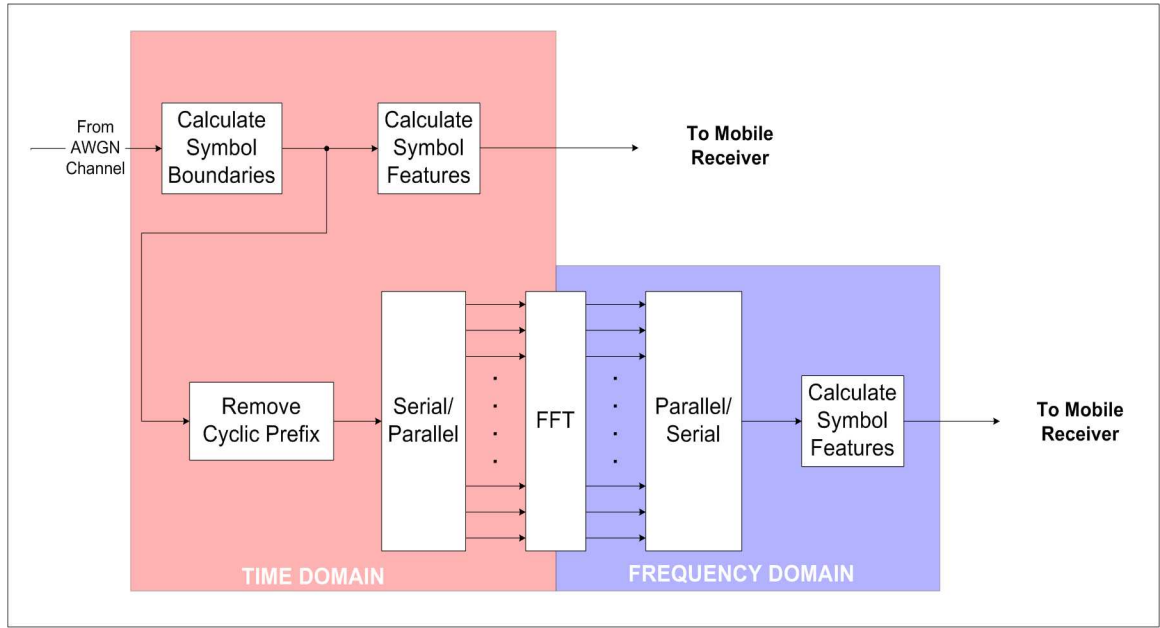 From
AWGN
Channel
Calculate
Symbol
Boundaries
Calculate
Symbol
Features
To Mobile
Receiver
Remove
Cyclic Prefix
Serial/
Parallel
FFT
Parallel/
Serial
Calculate
Symbol
Features
To Mobile
Receiver
TIME DOMAIN
FREQUENCY DOMAIN